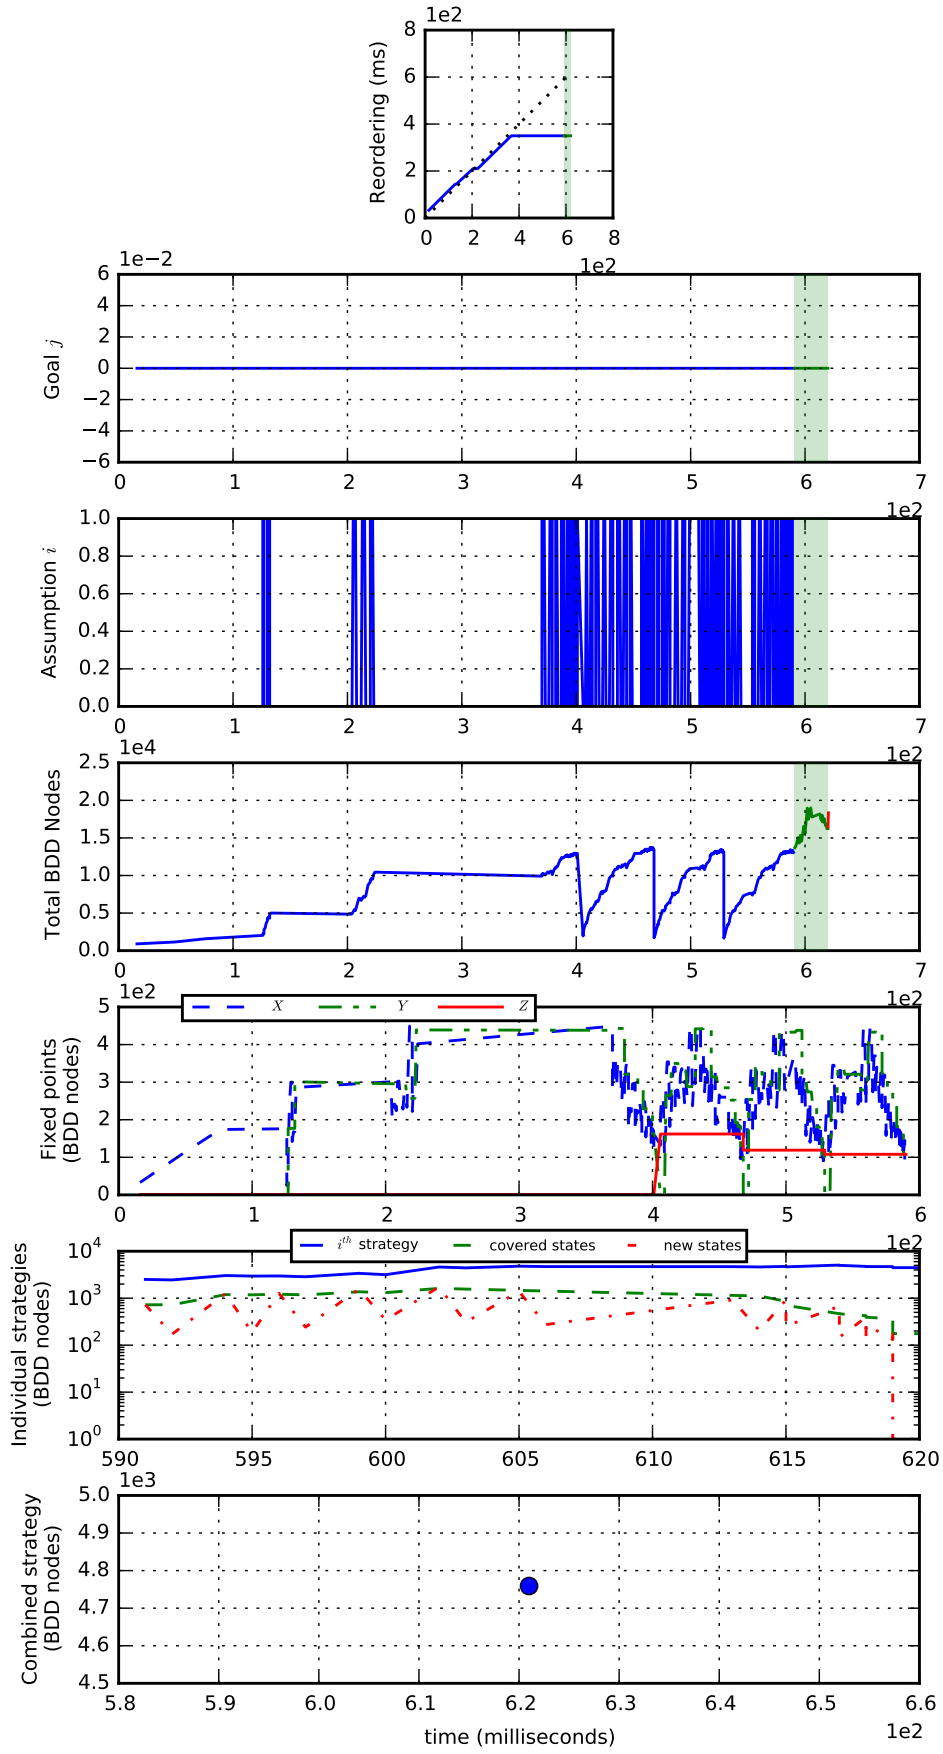 1e2
8
6
4
2
0
Reordering (ms)
0 2 4 6 8
1e2
1e−2
6
4
2
0
−2
−4
−6
Goal j
0 1 2 3 4 5 6 7
1e2
1.0
0.8
0.6
0.4
0.2
0.0
Assumption i
0 1 2 3 4 5 6 7
1e2
1e4
2.5
2.0
1.5
1.0
0.5
0.0
Total BDD Nodes
0 1 2 3 4 5 6 7
1e2
1e2
X Y Z
5
4
3
2
1
0
Fixed points
(BDD nodes)
0 1 2 3 4 5 6
1e2
i^th strategy covered states new states
10^4
10^3
10^2
10^1
10^0
Individual strategies
(BDD nodes)
590 595 600 605 610 615 620
1e3
5.0
4.9
4.8
4.7
4.6
4.5
Combined strategy
(BDD nodes)
5.8 5.9 6.0 6.1 6.2 6.3 6.4 6.5 6.6
time (milliseconds)
1e2